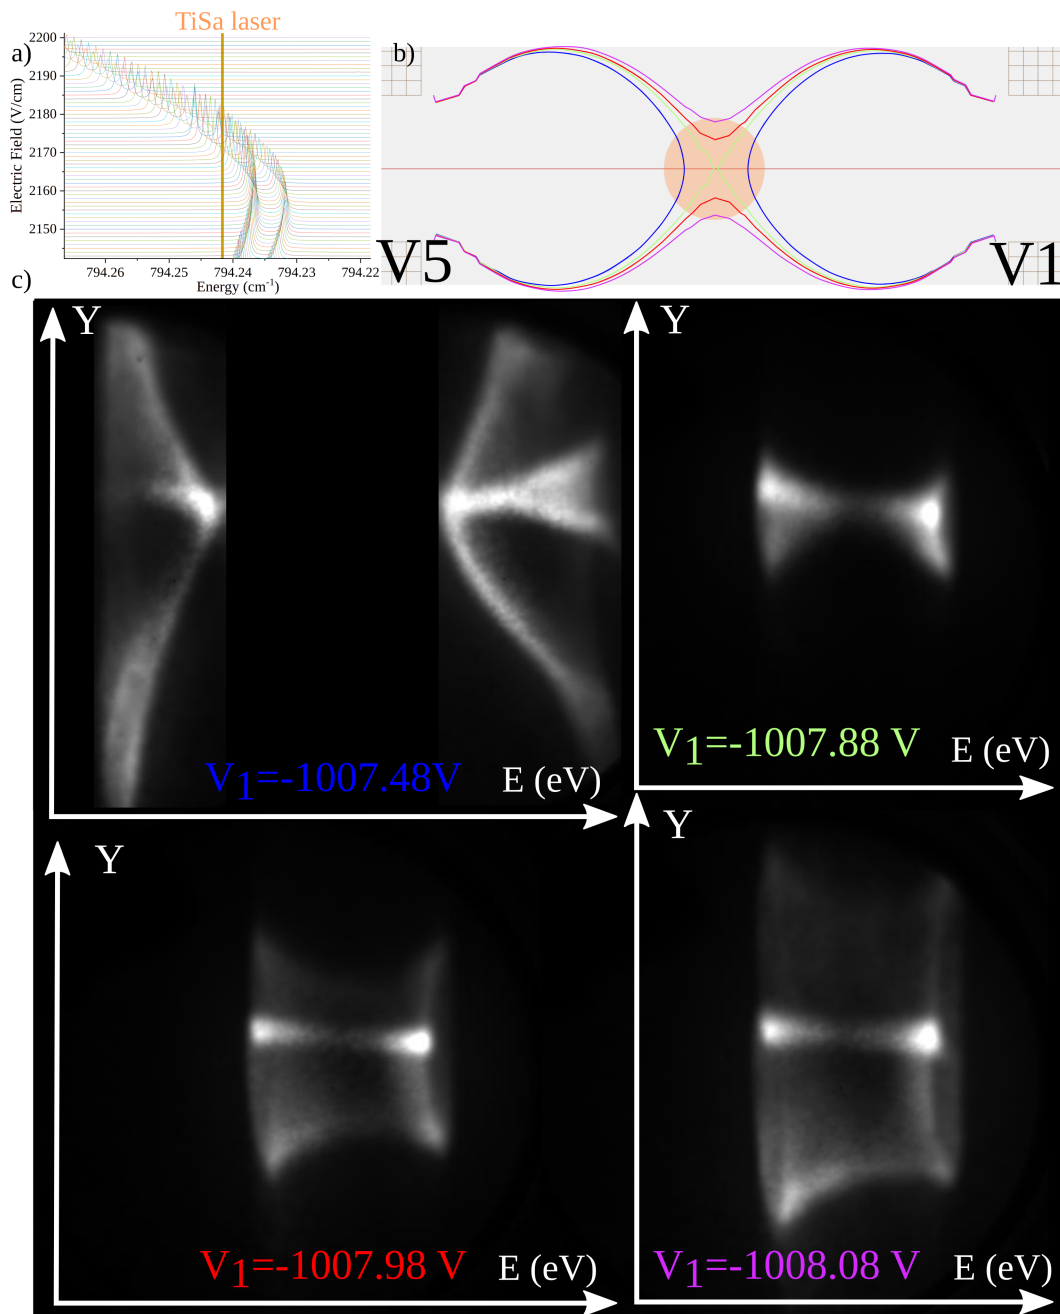 TiSa laser
a)
b)
Electric Field (V/cm)
2200
2190
2180
2170
2160
2150
794.26
794.25
794.24
794.23
794.22
Energy (cm⁻¹)
V5
V1
c)
Y
V₁=-1007.48V
E (eV)
Y
V₁=-1007.88 V
E (eV)
Y
V₁=-1007.98 V
E (eV)
Y
V₁=-1008.08 V
E (eV)